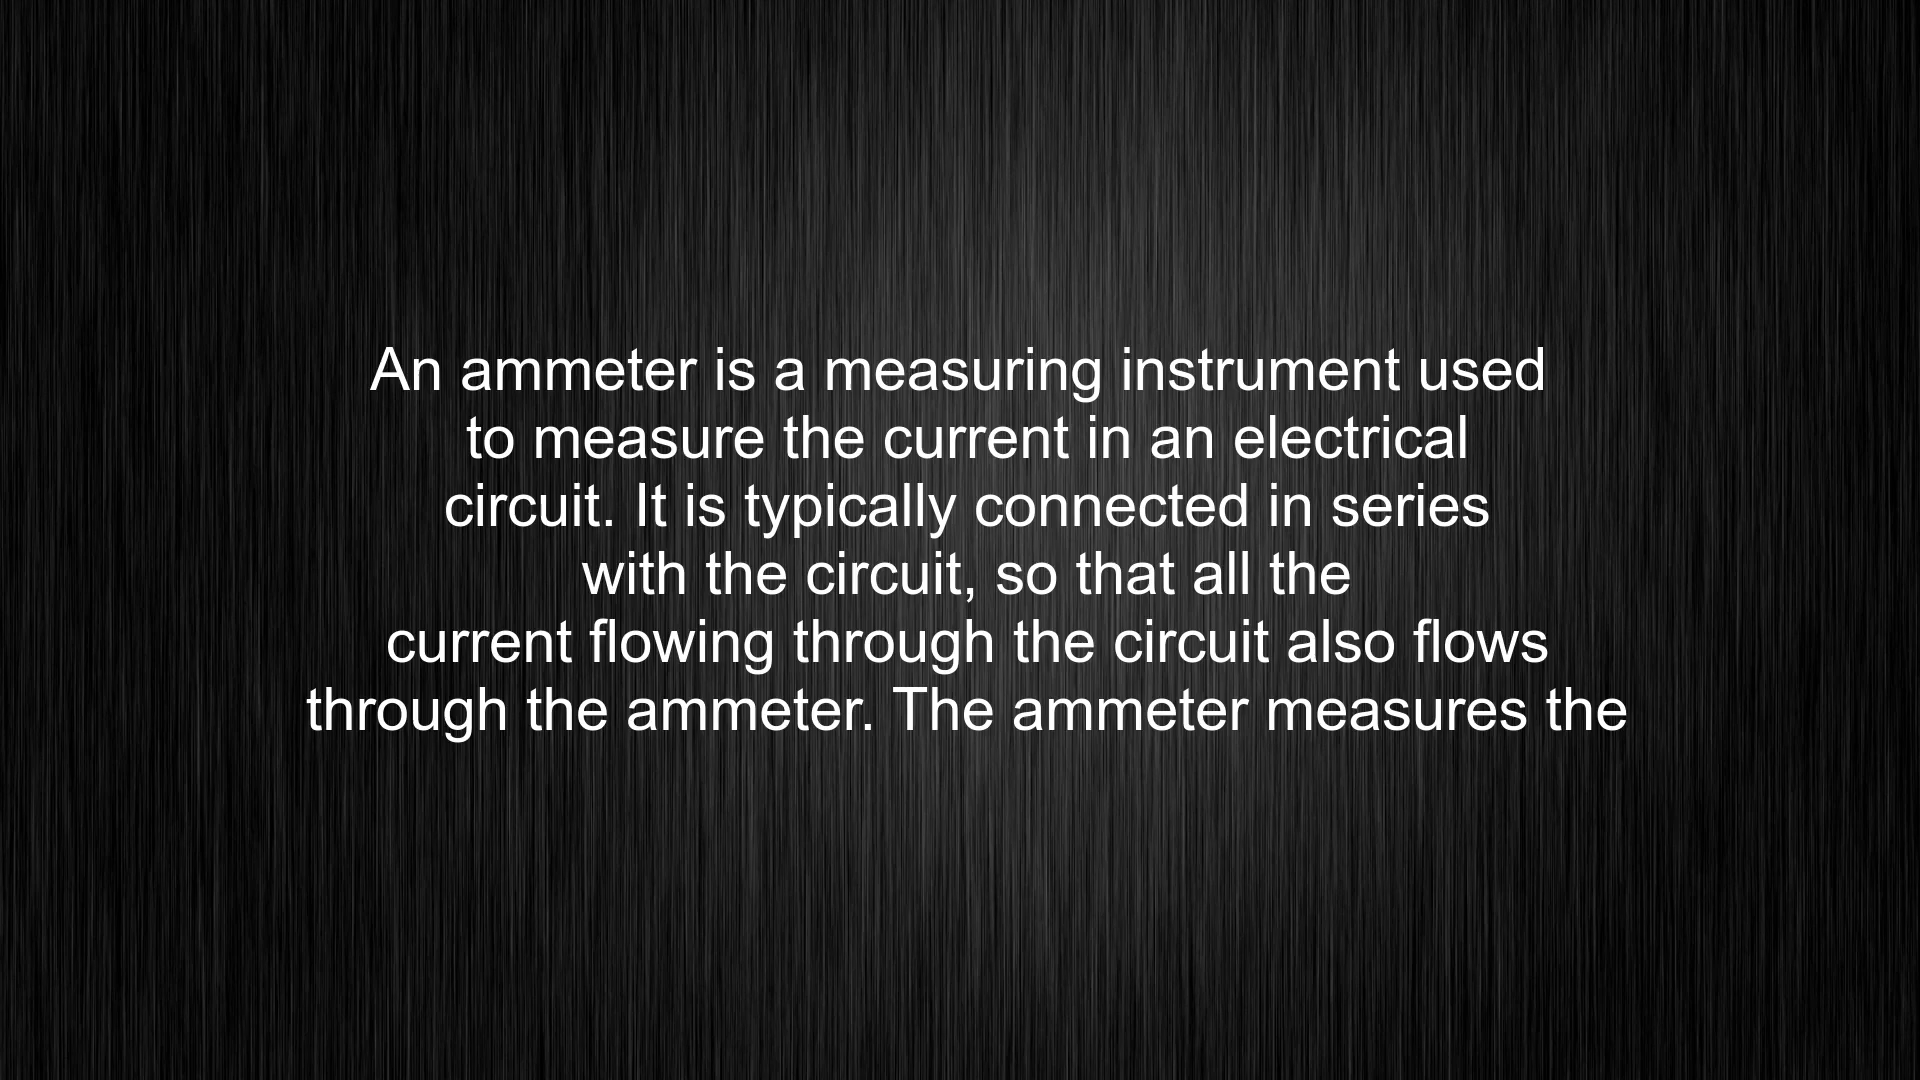 An ammeter is a measuring instrument used
to measure the current in an electrical
circuit. It is typically connected in series
with the circuit, so that all the
current flowing through the circuit also flows
through the ammeter. The ammeter measures the